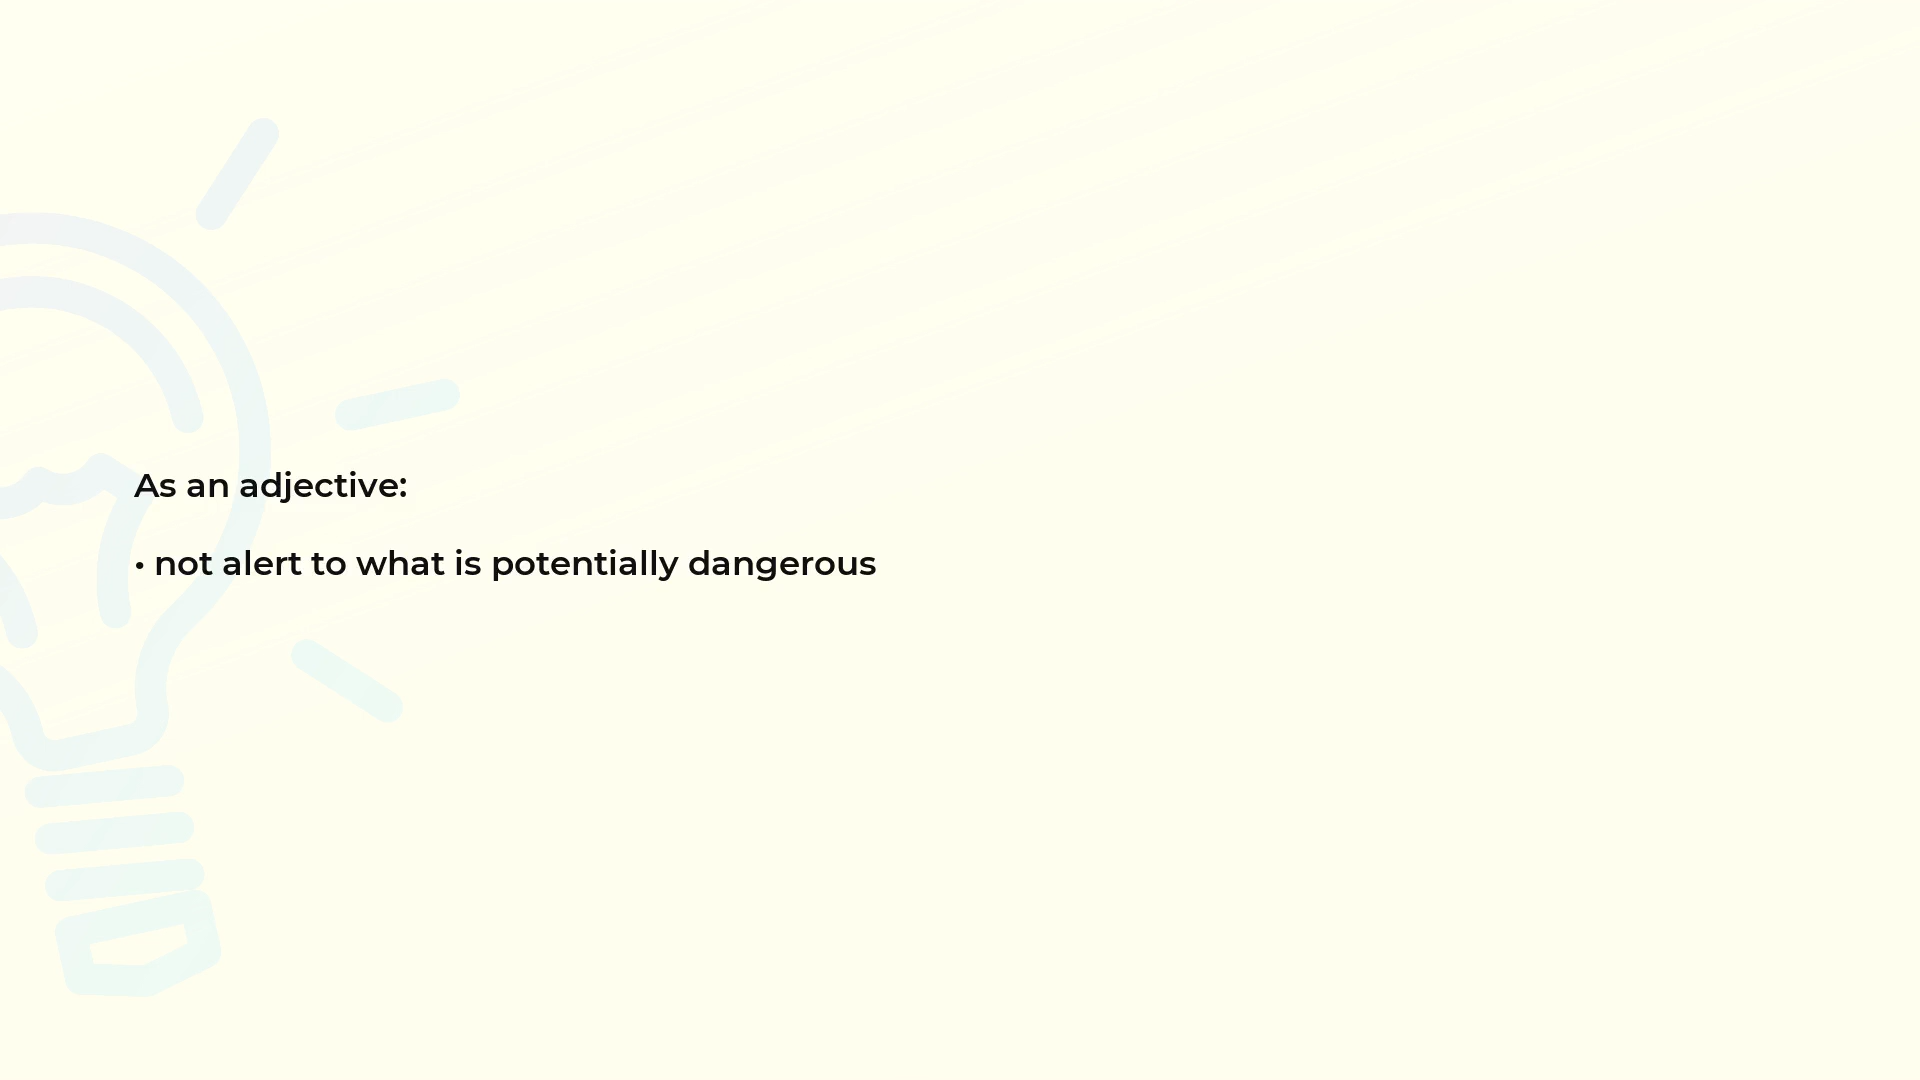 As an adjective:
• not alert to what is potentially dangerous